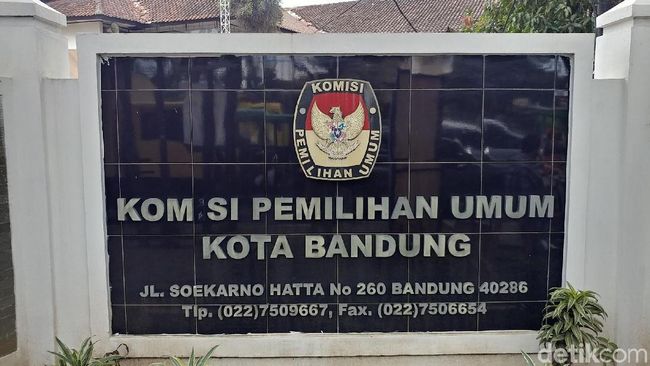 KOMISI
PEMILIHAN UMUM
KOM SI PEMILIHAN UMUM
KOTA BANDUNG
JL. SOEKARNO HATTA No 260 BANDUNG 40286
Tlp. (022)7509667, Fax. (022)7506654
detikcom